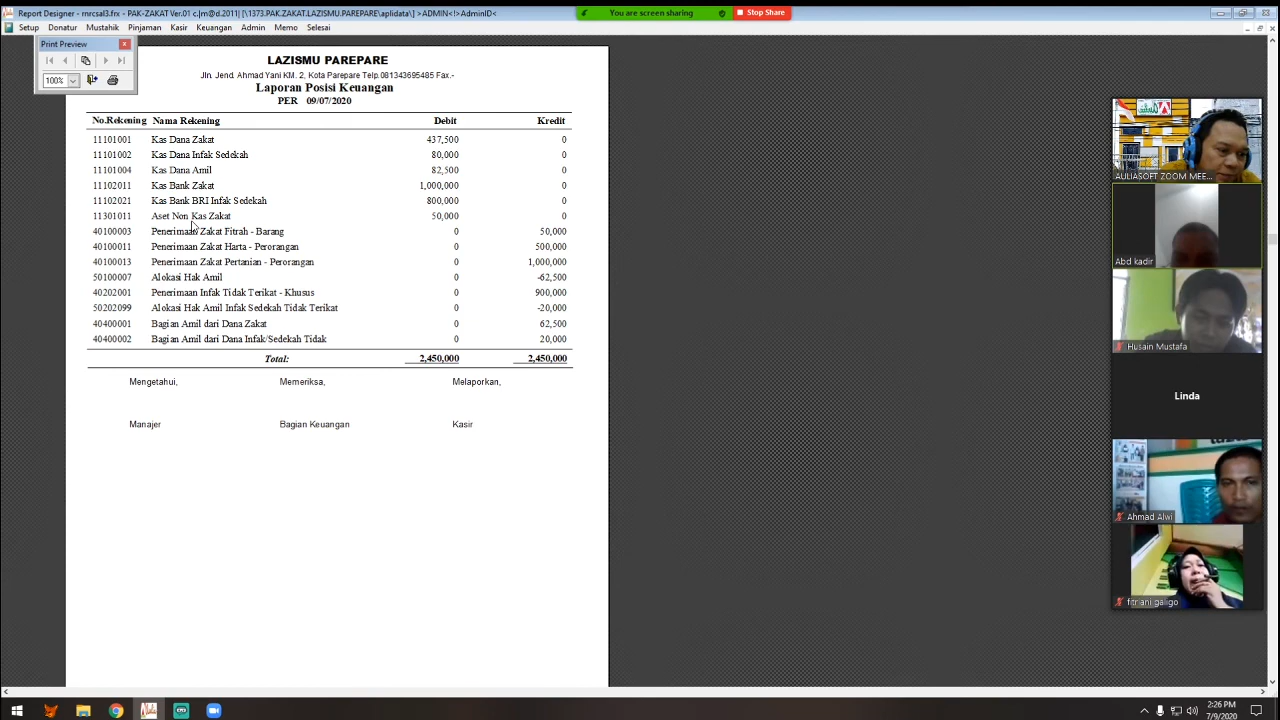 Report Designer - rnrcsal3.frx - PAK-ZAKAT Ver.01 c.j@m@d.2011| [\1373.PAK.ZAKAT.LAZISMU.PAREPARE\aplidata\] >ADMIN<!>AdminID<
You are screen sharing
Stop Share
Setup Donatur Mustahik Pinjaman Kasir Keuangan Admin Memo Selesai
Print Preview
100%
LAZISMU PAREPARE
Jln. Jend. Ahmad Yani KM. 2, Kota Parepare Telp.081343695485 Fax.-
Laporan Posisi Keuangan
PER 09/07/2020
No.Rekening Nama Rekening Debit Kredit
11101001 Kas Dana Zakat 437,500 0
11101002 Kas Dana Infak Sedekah 80,000 0
11101004 Kas Dana Amil 82,500 0
11102011 Kas Bank Zakat 1,000,000 0
11102021 Kas Bank BRI Infak Sedekah 800,000 0
11301011 Aset Non Kas Zakat 50,000 0
40100003 Penerimaan Zakat Fitrah - Barang 0 50,000
40100011 Penerimaan Zakat Harta - Perorangan 0 500,000
40100013 Penerimaan Zakat Pertanian - Perorangan 0 1,000,000
50100007 Alokasi Hak Amil 0 -62,500
40202001 Penerimaan Infak Tidak Terikat - Khusus 0 900,000
50202099 Alokasi Hak Amil Infak Sedekah Tidak Terikat 0 -20,000
40400001 Bagian Amil dari Dana Zakat 0 62,500
40400002 Bagian Amil dari Dana Infak/Sedekah Tidak 0 20,000
Total: 2,450,000 2,450,000
Mengetahui, Memeriksa, Melaporkan,
Manajer Bagian Keuangan Kasir
AULIASOFT ZOOM MEE...
Abd kadir
Husain Mustafa
Linda
Ahmad Alwi
fitriani galigo
2:26 PM
7/9/2020